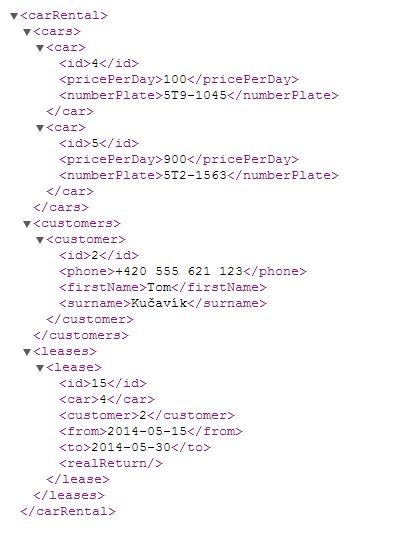 <carRental>
<cars>
<car>
<id>4</id>
<pricePerDay>100</pricePerDay>
<numberPlate>5T9-1045</numberPlate>
</car>
<car>
<id>5</id>
<pricePerDay>900</pricePerDay>
<numberPlate>5T2-1563</numberPlate>
</car>
</cars>
<customers>
<customer>
<id>2</id>
<phone>+420 555 621 123</phone>
<firstName>Tom</firstName>
<surname>Kučavík</surname>
</customer>
</customers>
<leases>
<lease>
<id>15</id>
<car>4</car>
<customer>2</customer>
<from>2014-05-15</from>
<to>2014-05-30</to>
<realReturn/>
</lease>
</leases>
</carRental>